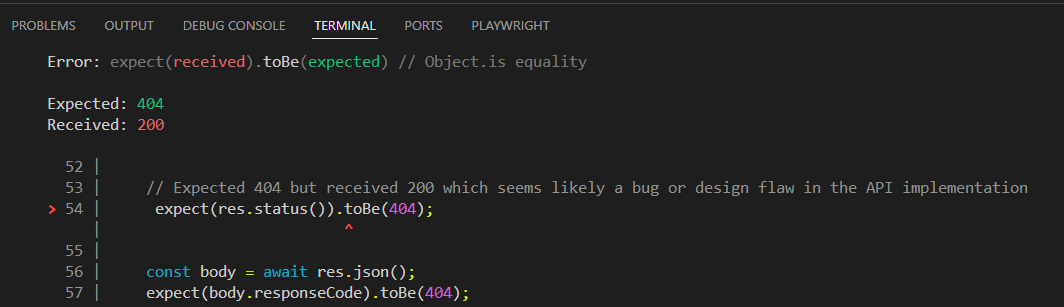 PROBLEMS OUTPUT DEBUG CONSOLE TERMINAL PORTS PLAYWRIGHT
Error: expect(received).toBe(expected) // Object.is equality
Expected: 404
Received: 200
52 |
53 | // Expected 404 but received 200 which seems likely a bug or design flaw in the API implementation
> 54 | expect(res.status()).toBe(404);
| ^
55 |
56 | const body = await res.json();
57 | expect(body.responseCode).toBe(404);